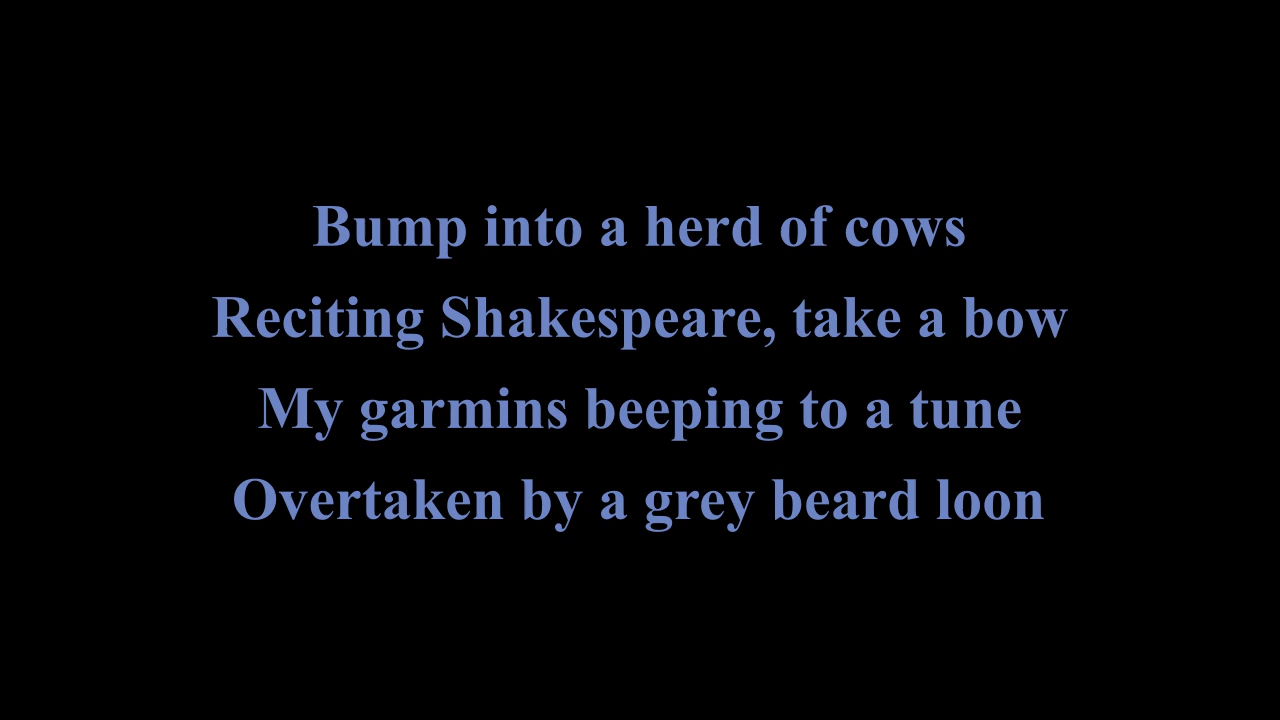 Bump into a herd of cows
Reciting Shakespeare, take a bow
My garmins beeping to a tune
Overtaken by a grey beard loon